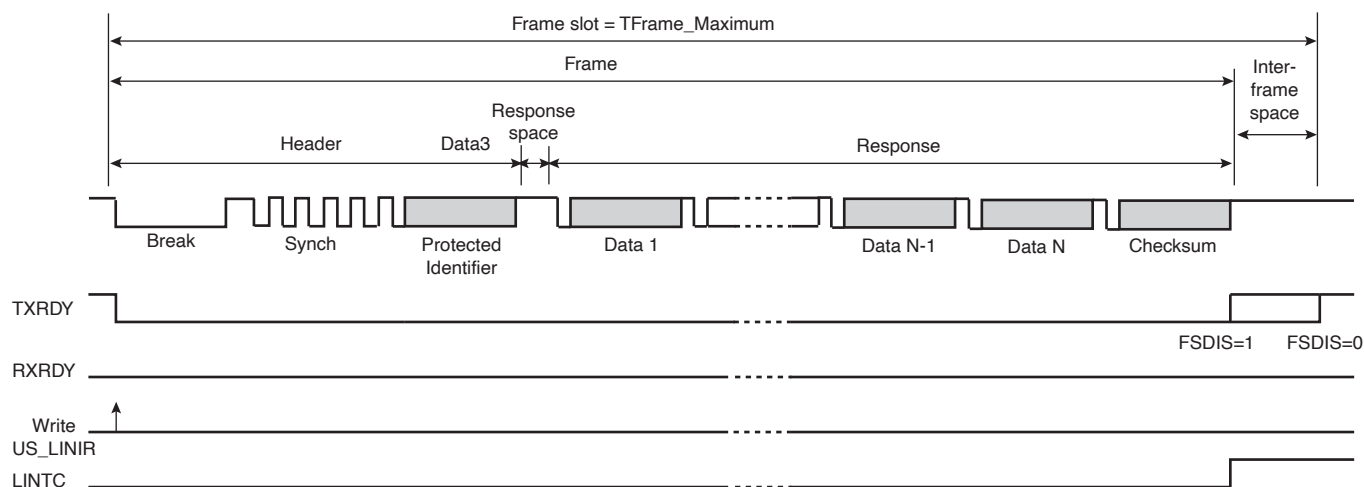 Frame slot = TFrame_Maximum
Frame
Inter-
frame
space
Response
space
Header
Data3
Response
Break
Synch
Protected
Identifier
Data 1
Data N-1
Data N
Checksum
TXRDY
FSDIS=1
FSDIS=0
RXRDY
Write
US_LINIR
LINTC